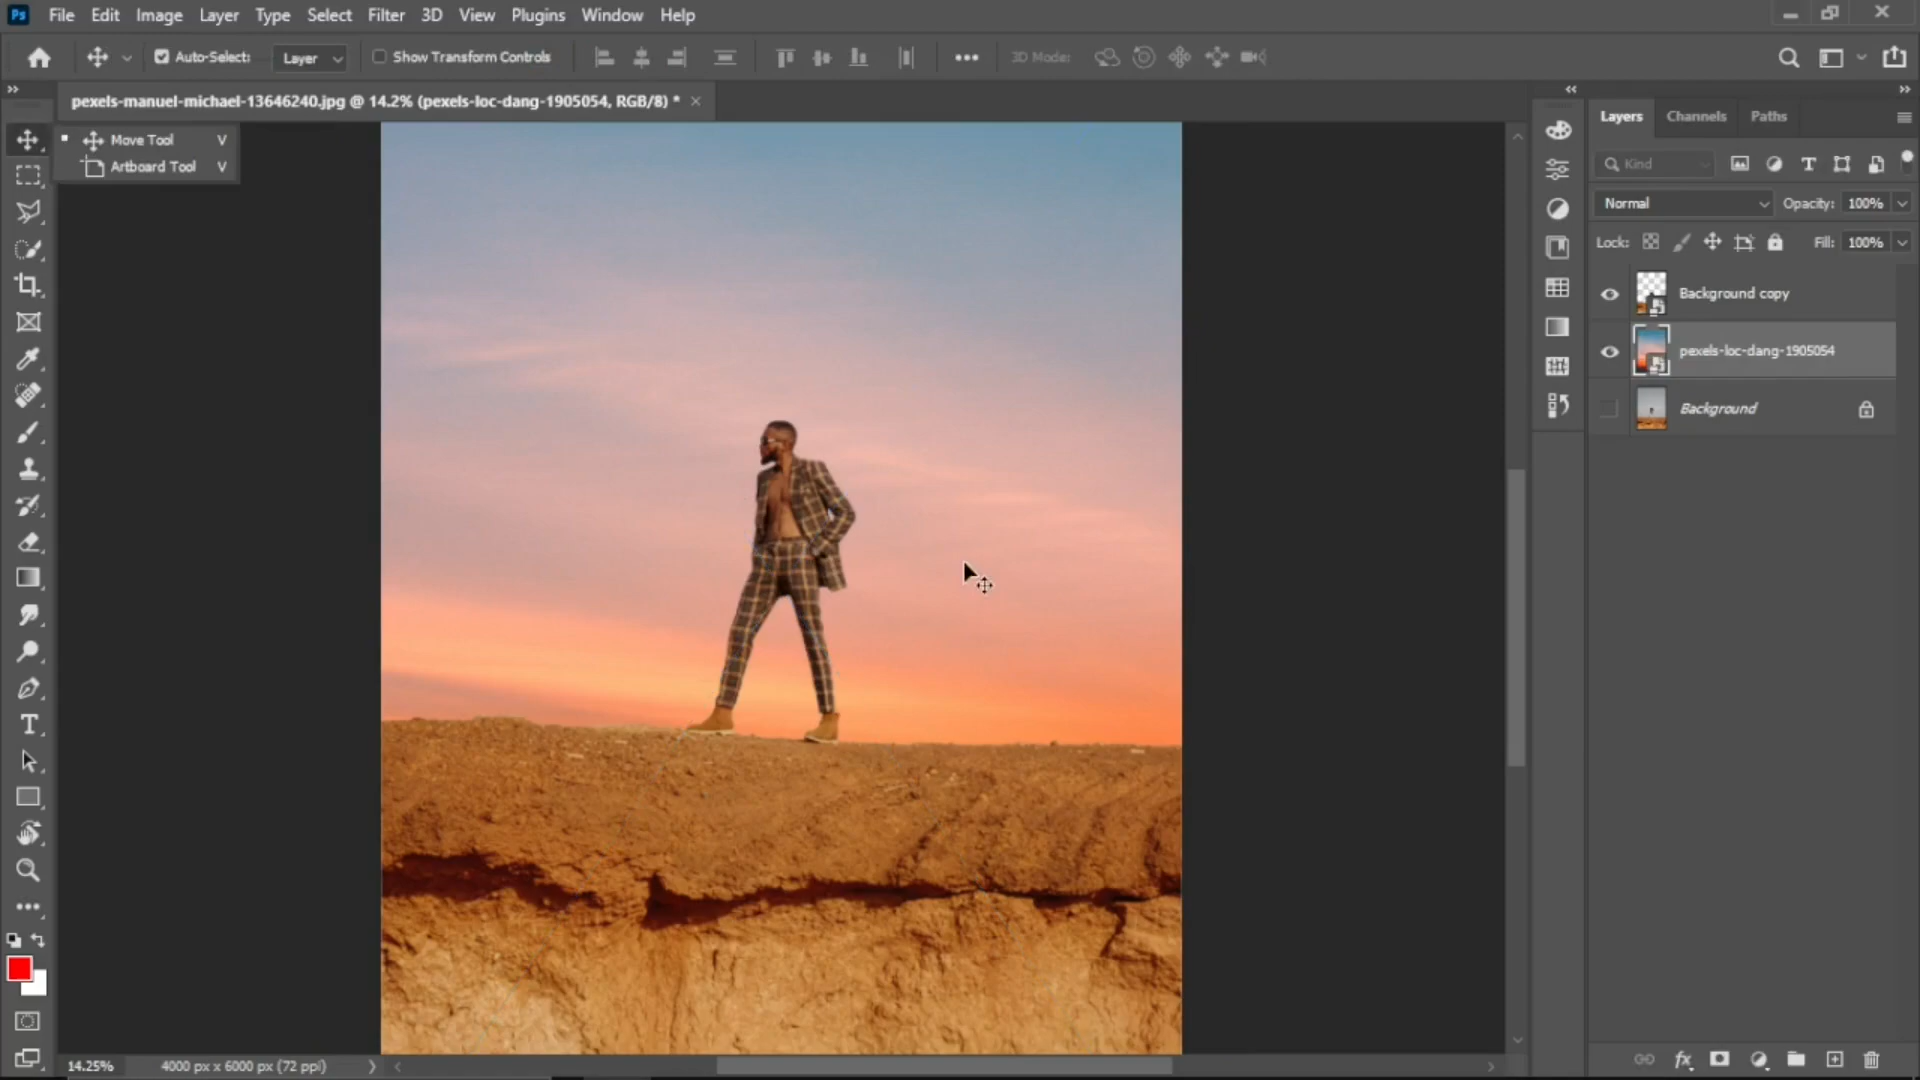 Ps File Edit Image Layer Type Select Filter 3D View Plugins Window Help
Auto-Select: Layer Show Transform Controls 3D Mode:
pexels-manuel-michael-13646240.jpg @ 14.2% (pexels-loc-dang-1905054, RGB/8) *
Move Tool V
Artboard Tool V
Layers Channels Paths
Kind
Normal Opacity: 100%
Lock: Fill: 100%
Background copy
pexels-loc-dang-1905054
Background
14.25% 4000 px x 6000 px (72 ppi)